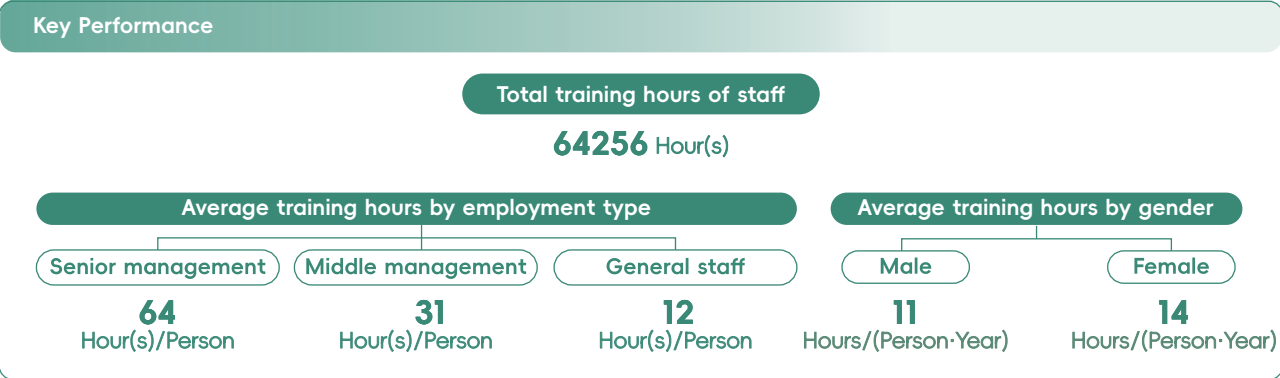 Key Performance
Total training hours of staff
64256 Hour(s)
Average training hours by employment type
Senior management
64
Hour(s)/Person
Middle management
31
Hour(s)/Person
General staff
12
Hour(s)/Person
Average training hours by gender
Male
11
Hours/(Person·Year)
Female
14
Hours/(Person·Year)